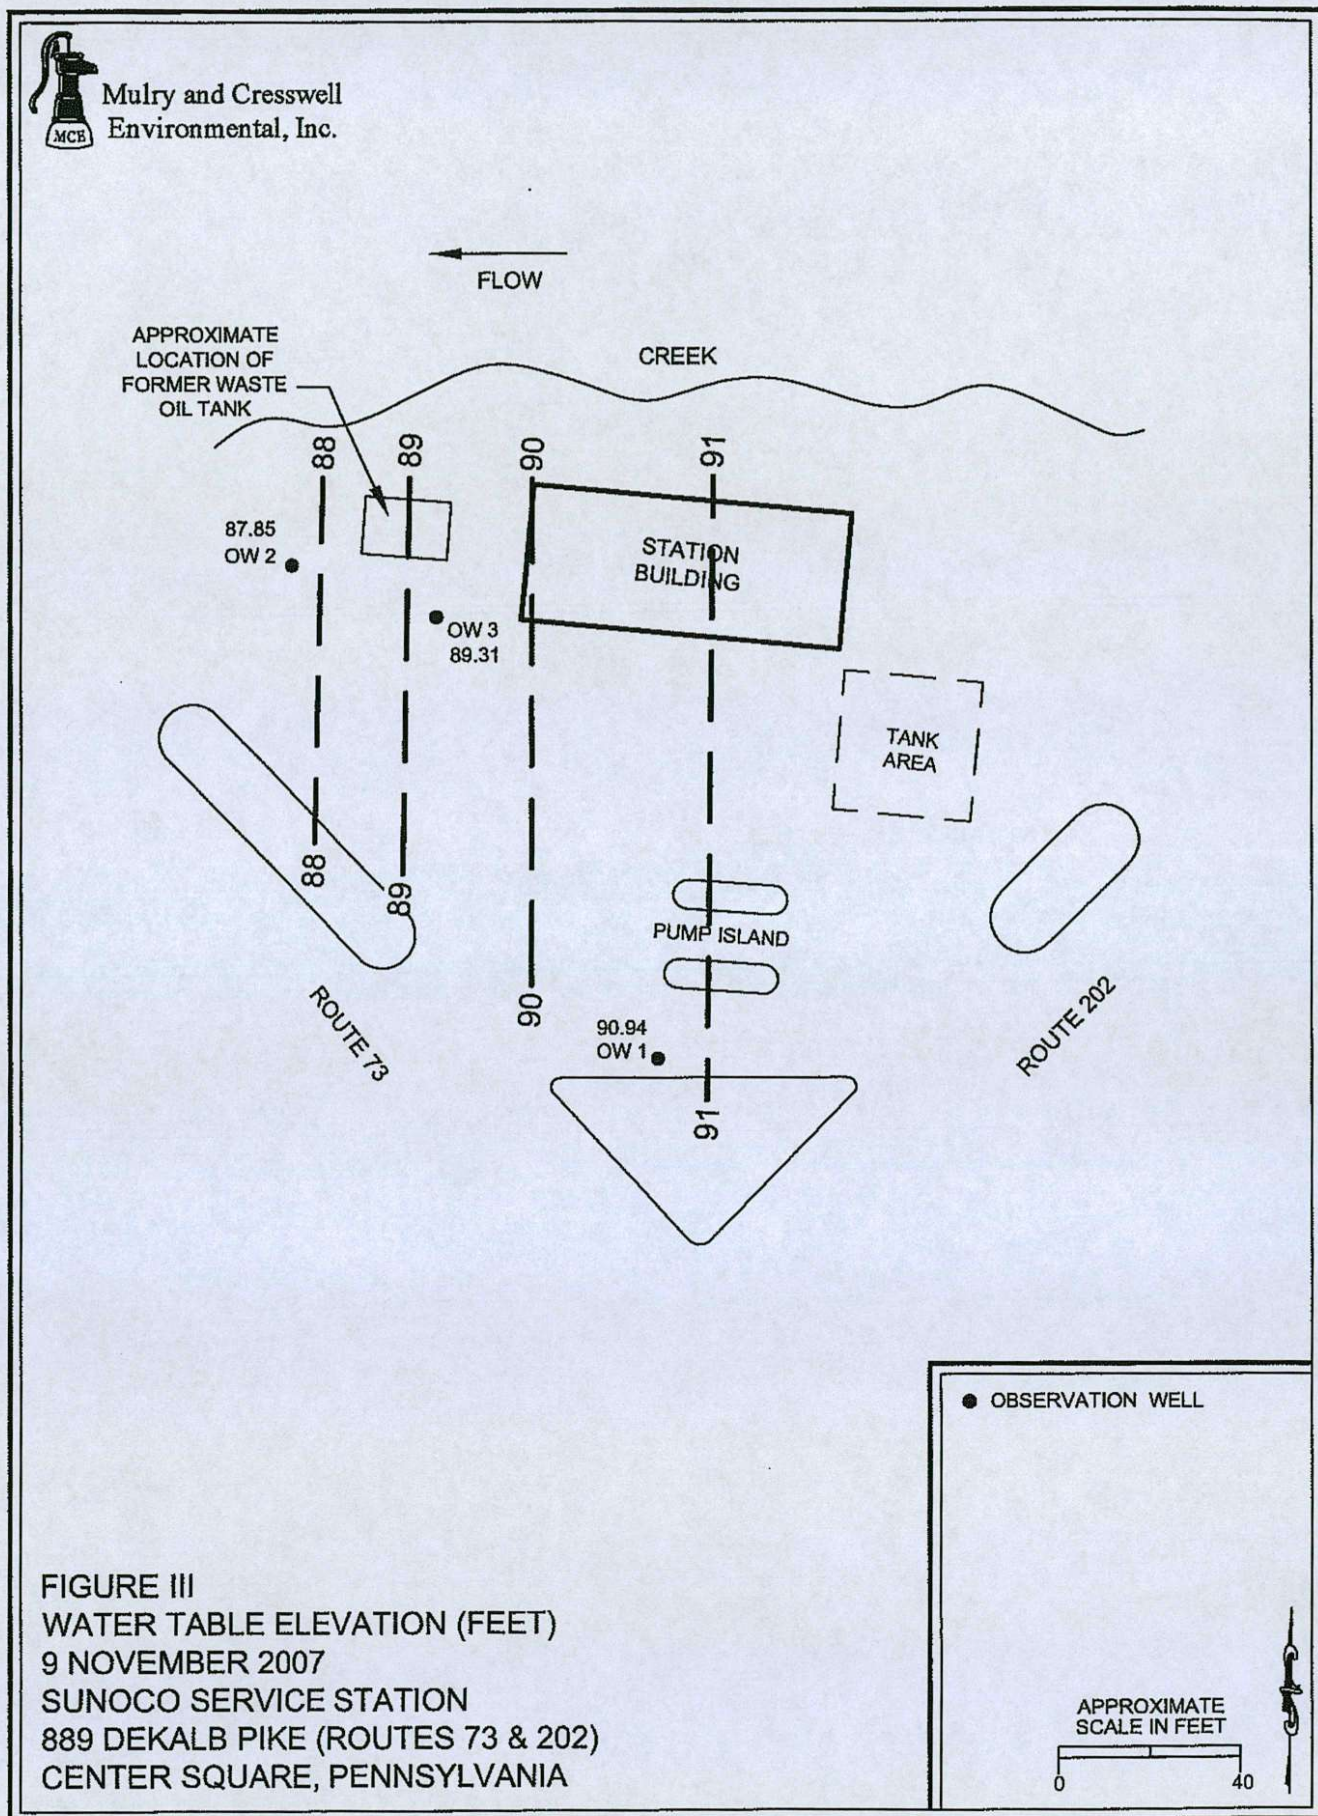 Mulry and Cresswell
Environmental, Inc.
MCE
FLOW
APPROXIMATE
LOCATION OF
FORMER WASTE
OIL TANK
CREEK
88
89
90
91
87.85
OW 2
STATION
BUILDING
OW 3
89.31
TANK
AREA
88
89
PUMP ISLAND
90
ROUTE 73
ROUTE 202
90.94
OW 1
91
OBSERVATION WELL
FIGURE III
WATER TABLE ELEVATION (FEET)
9 NOVEMBER 2007
SUNOCO SERVICE STATION
889 DEKALB PIKE (ROUTES 73 & 202)
CENTER SQUARE, PENNSYLVANIA
APPROXIMATE
SCALE IN FEET
0 40